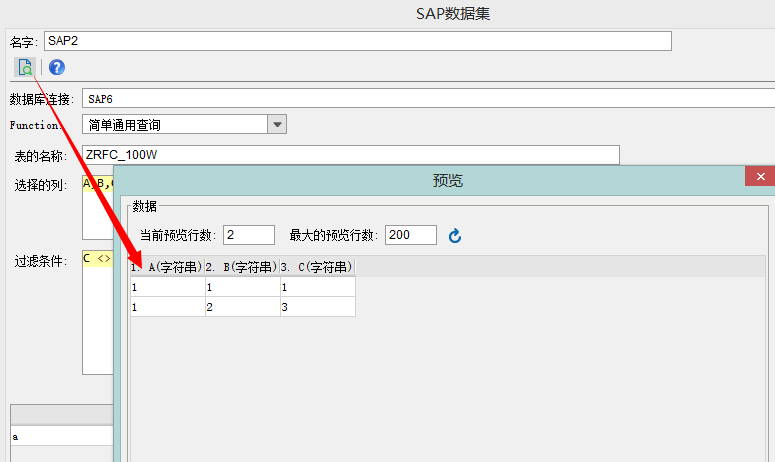 SAP数据集
名字: SAP2
数据库连接: SAP6
Function: 简单通用查询
表的名称: ZRFC_100W
选择的列: A,B,
预览
数据
当前预览行数: 2 最大的预览行数: 200
过滤条件: C <>
1. A(字符串) 2. B(字符串) 3. C(字符串)
1 1 1
1 2 3
a